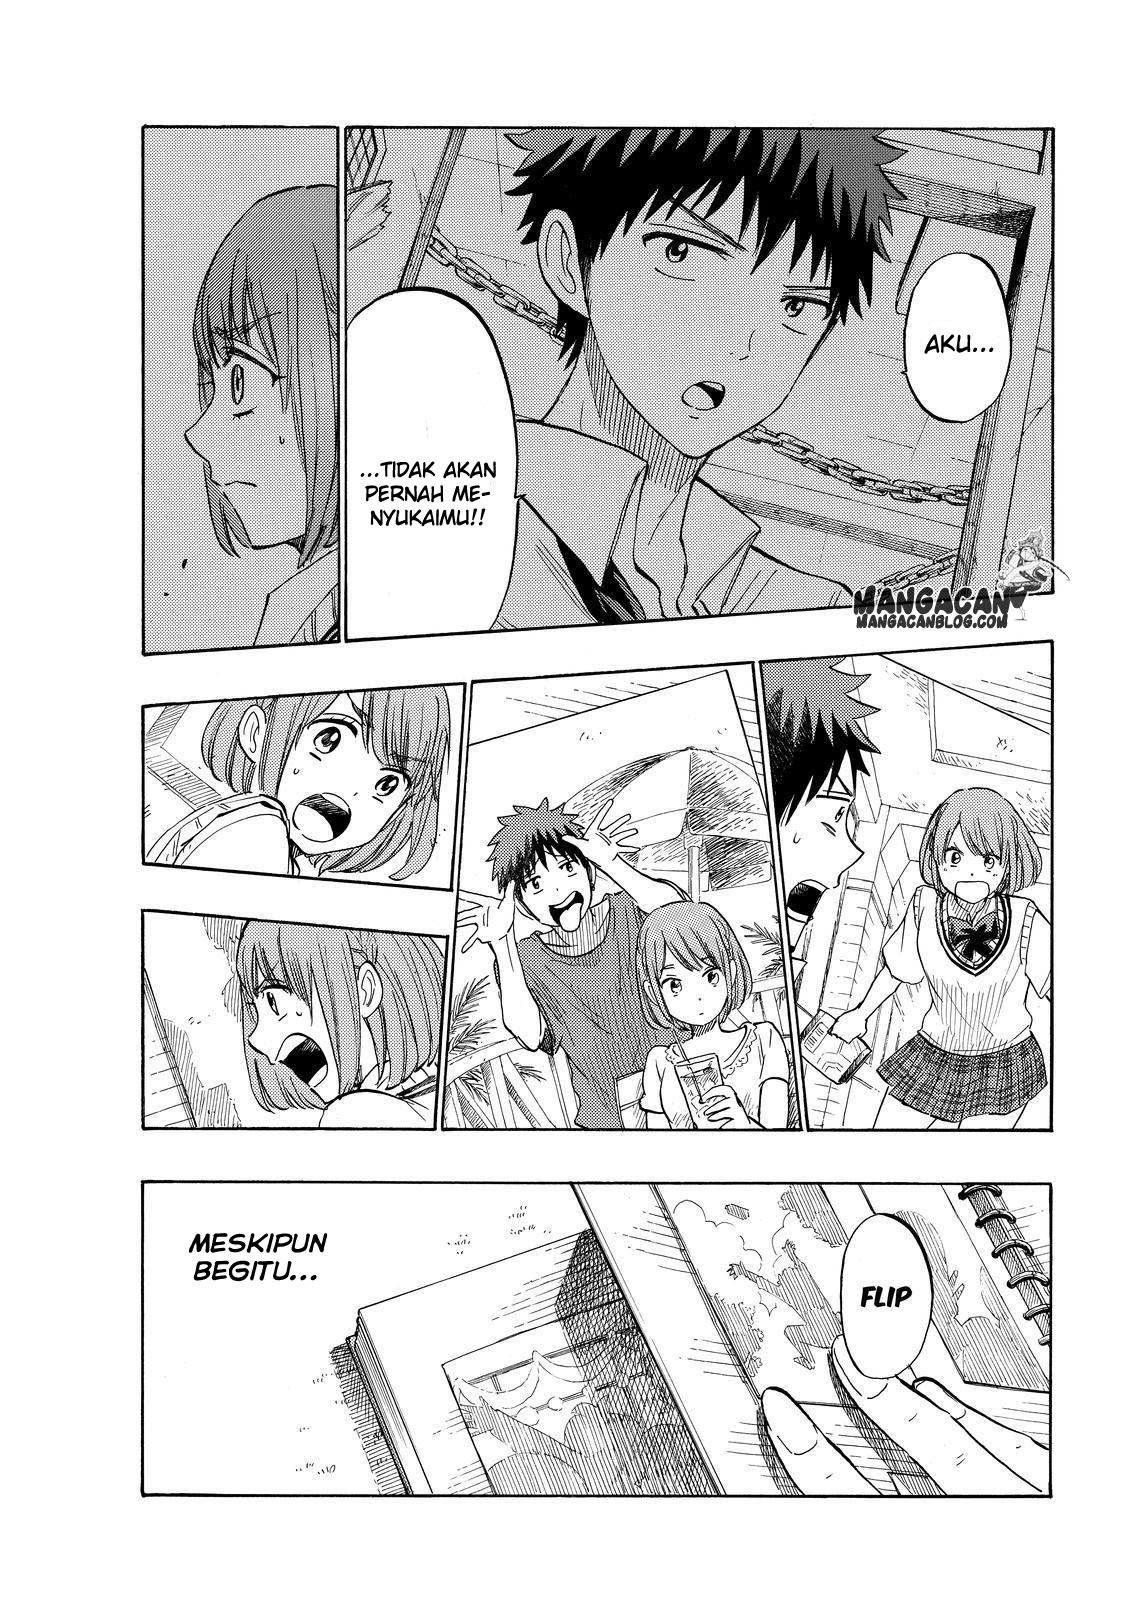 AKU...
...TIDAK AKAN
PERNAH ME-
NYUKAIMU!!
MANGACAN
MANGACANBLOG.COM
FLIP
MESKIPUN
BEGITU...